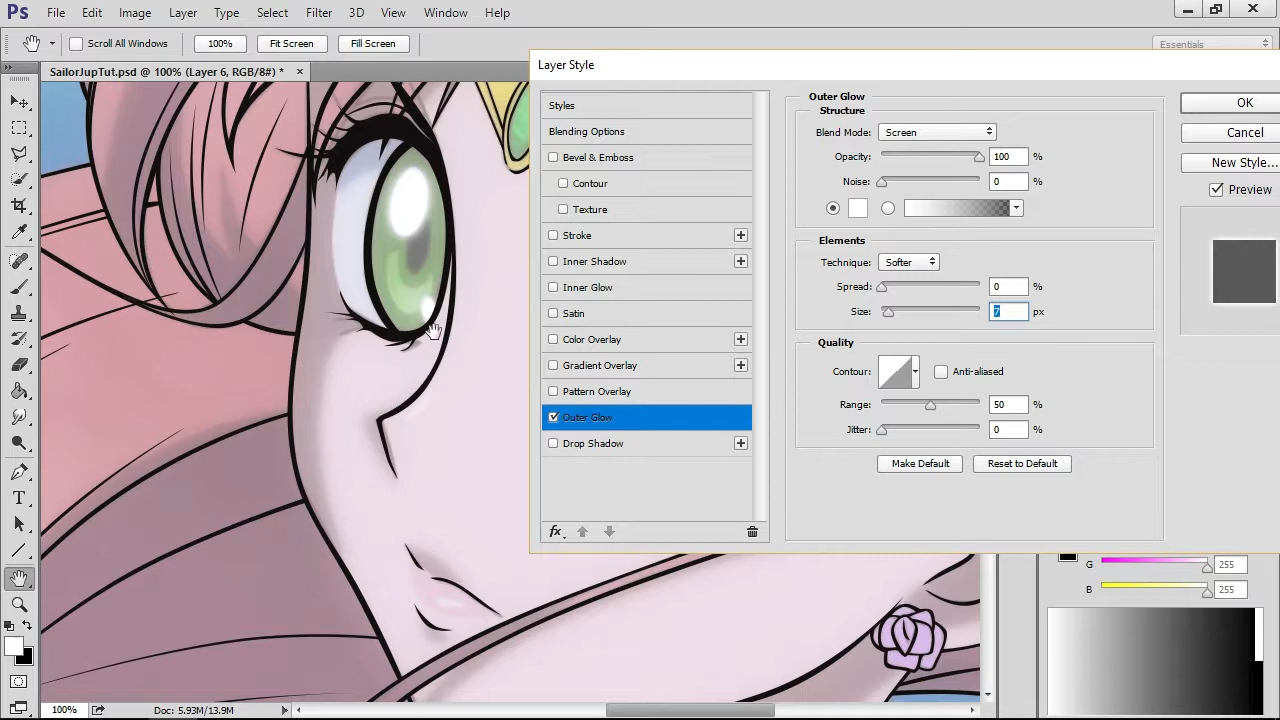 Ps File Edit Image Layer Type Select Filter 3D View Window Help
Scroll All Windows 100% Fit Screen Fill Screen Essentials
SailorJupTut.psd @ 100% (Layer 6, RGB/8#) * ×
Layer Style
Styles
Blending Options
Bevel & Emboss
Contour
Texture
Stroke
Inner Shadow
Inner Glow
Satin
Color Overlay
Gradient Overlay
Pattern Overlay
Outer Glow
Drop Shadow
fx
Outer Glow
Structure
Blend Mode: Screen
Opacity: 100 %
Noise: 0 %
Elements
Technique: Softer
Spread: 0 %
Size: 7 px
Quality
Contour: Anti-aliased
Range: 50 %
Jitter: 0 %
Make Default Reset to Default
OK
Cancel
New Style...
Preview
G 255
B 255
100% Doc: 5.93M/13.9M